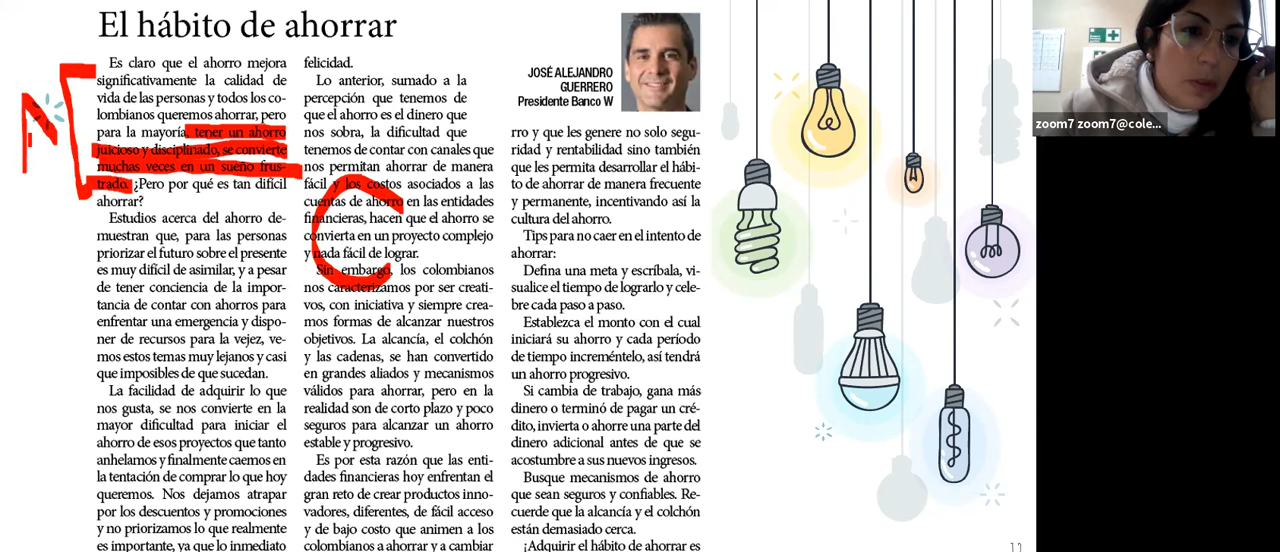 El hábito de ahorrar
Es claro que el ahorro mejora
significativamente la calidad de
vida de las personas y todos los co-
lombianos queremos ahorrar, pero
para la mayoría, tener un ahorro
juicioso y disciplinado, se convierte
muchas veces en un sueño frus-
trado. ¿Pero por qué es tan difícil
ahorrar?
Estudios acerca del ahorro de-
muestran que, para las personas
priorizar el futuro sobre el presente
es muy difícil de asimilar, y a pesar
de tener conciencia de la impor-
tancia de contar con ahorros para
enfrentar una emergencia y dispo-
ner de recursos para la vejez, ve-
mos estos temas muy lejanos y casi
que imposibles de que sucedan.
La facilidad de adquirir lo que
nos gusta, se nos convierte en la
mayor dificultad para iniciar el
ahorro de esos proyectos que tanto
anhelamos y finalmente caemos en
la tentación de comprar lo que hoy
queremos. Nos dejamos atrapar
por los descuentos y promociones
y no priorizamos lo que realmente
es importante, ya que lo inmediato
felicidad.
Lo anterior, sumado a la
percepción que tenemos de
que el ahorro es el dinero que
nos sobra, la dificultad que
tenemos de contar con canales que
nos permitan ahorrar de manera
fácil y los costos asociados a las
cuentas de ahorro en las entidades
financieras, hacen que el ahorro se
convierta en un proyecto complejo
y nada fácil de lograr.
Sin embargo, los colombianos
nos caracterizamos por ser creati-
vos, con iniciativa y siempre crea-
mos formas de alcanzar nuestros
objetivos. La alcancía, el colchón
y las cadenas, se han convertido
en grandes aliados y mecanismos
válidos para ahorrar, pero en la
realidad son de corto plazo y poco
seguros para alcanzar un ahorro
estable y progresivo.
Es por esta razón que las enti-
dades financieras hoy enfrentan el
gran reto de crear productos inno-
vadores, diferentes, de fácil acceso
y de bajo costo que animen a los
colombianos a ahorrar y a cambiar
JOSÉ ALEJANDRO
GUERRERO
Presidente Banco W
rro y que les genere no solo segu-
ridad y rentabilidad sino también
que les permita desarrollar el hábi-
to de ahorrar de manera frecuente
y permanente, incentivando así la
cultura del ahorro.
Tips para no caer en el intento de
ahorrar:
Defina una meta y escríbala, vi-
sualice el tiempo de lograrlo y cele-
bre cada paso a paso.
Establezca el monto con el cual
iniciará su ahorro y cada período
de tiempo increméntelo, así tendrá
un ahorro progresivo.
Si cambia de trabajo, gana más
dinero o terminó de pagar un cré-
dito, invierta o ahorre una parte del
dinero adicional antes de que se
acostumbre a sus nuevos ingresos.
Busque mecanismos de ahorro
que sean seguros y confiables. Re-
cuerde que la alcancía y el colchón
están demasiado cerca.
¡Adquirir el hábito de ahorrar es
zoom7 zoom7@cole...